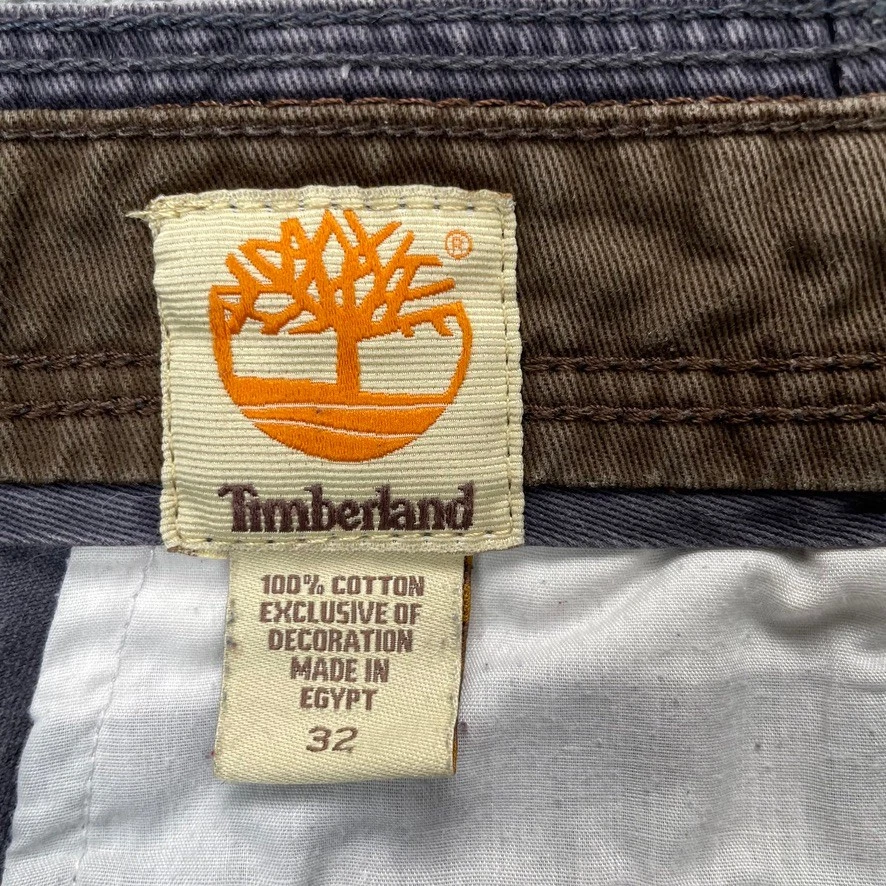 ®
Timberland
100% COTTON
EXCLUSIVE OF
DECORATION
MADE IN
EGYPT
32